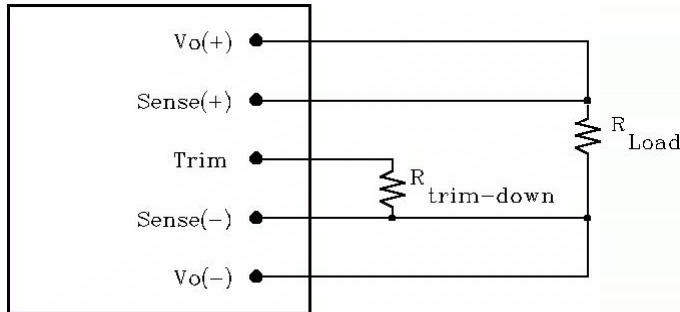 Vo(+)
Sense(+)
R
Load
Trim
R
trim-down
Sense(-)
Vo(-)